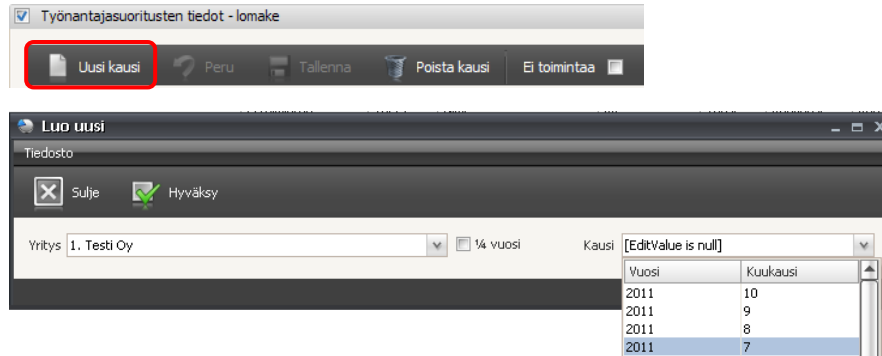 Työnantajasuoritusten tiedot - lomake
Uusi kausi Peru Tallenna Poista kausi Ei toimintaa
Luo uusi
Tiedosto
Sulje Hyväksy
Yritys 1. Testi Oy ¼ vuosi Kausi [EditValue is null]
Vuosi Kuukausi
2011 10
2011 9
2011 8
2011 7